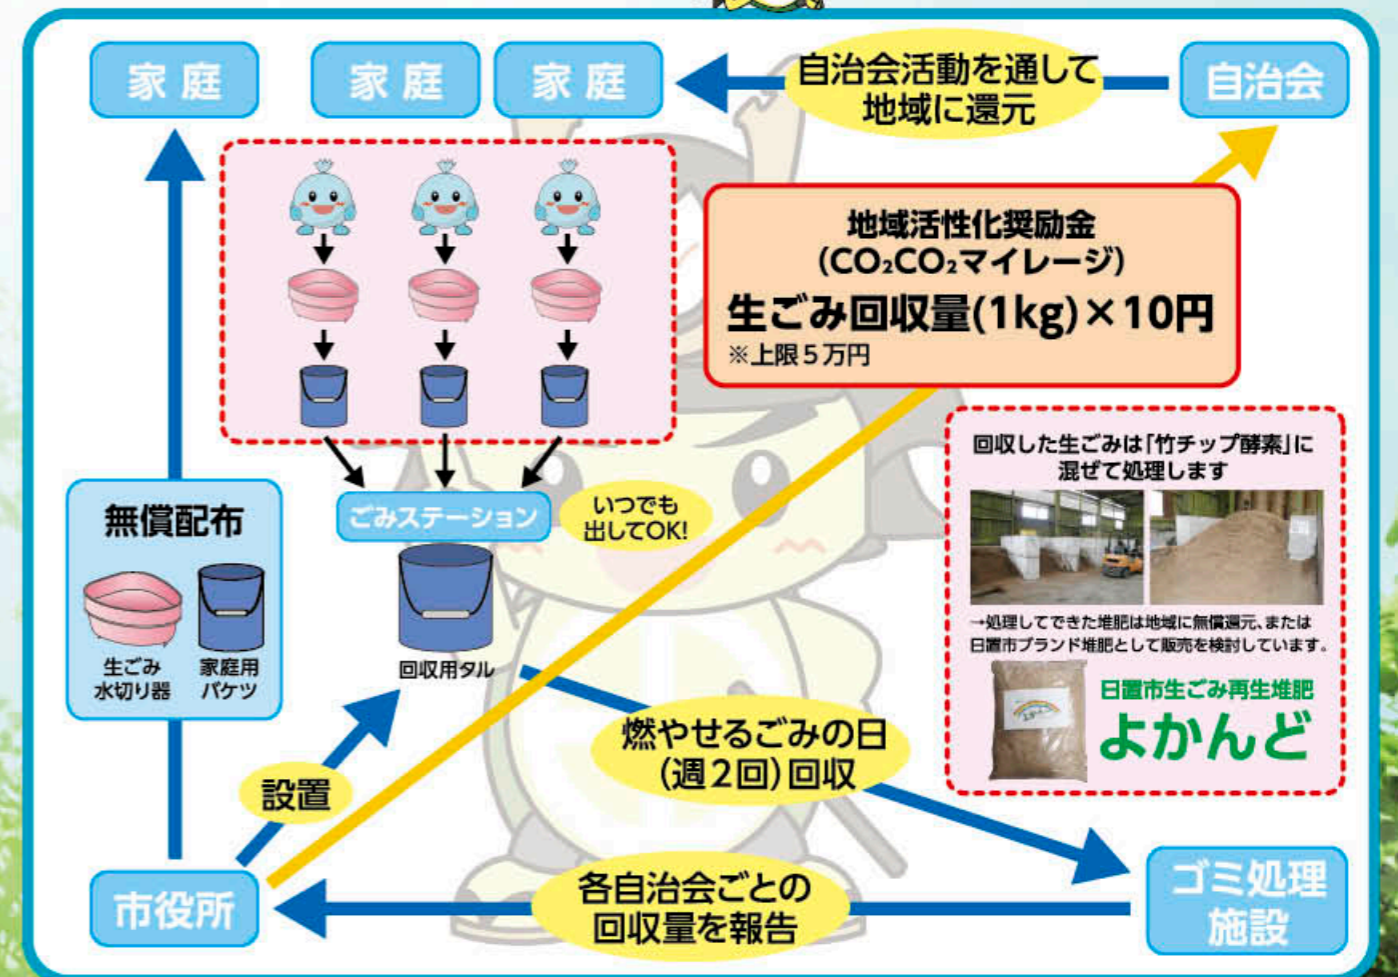 家庭
家庭
家庭
自治会活動を通して
地域に還元
自治会
地域活性化奨励金
(CO₂CO₂マイレージ)
生ごみ回収量(1kg)×10円
※上限5万円
回収した生ごみは「竹チップ酵素」に
混ぜて処理します
→処理してできた堆肥は地域に無償還元、または
日置市ブランド堆肥として販売を検討しています。
日置市生ごみ再生堆肥
よかんど
無償配布
生ごみ
水切り器
家庭用
バケツ
ごみステーション
いつでも
出してOK!
回収用タル
設置
燃やせるごみの日
(週2回)回収
市役所
各自治会ごとの
回収量を報告
ゴミ処理
施設